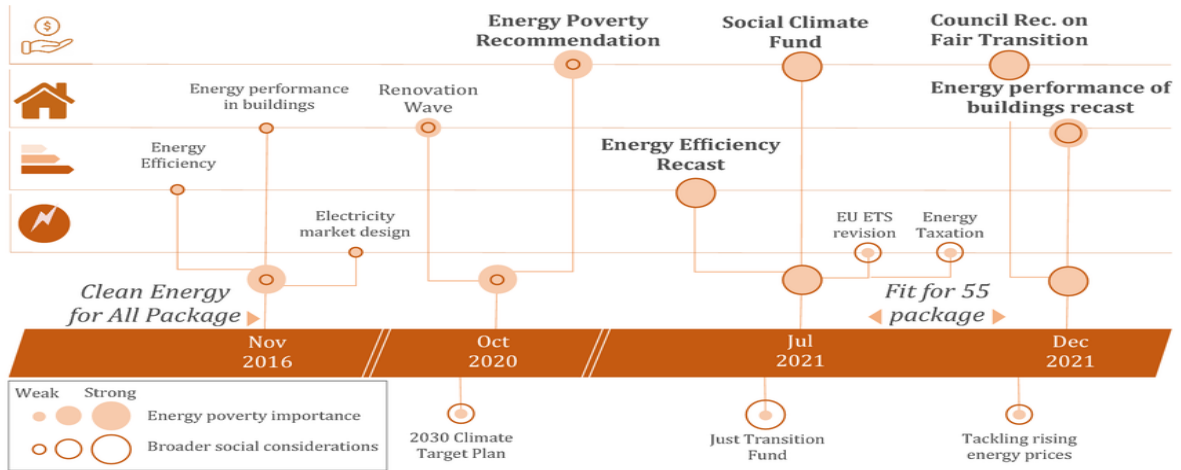 $
Energy Poverty
Recommendation
Social Climate
Fund
Council Rec. on
Fair Transition
Energy performance
in buildings
Renovation
Wave
Energy performance of
buildings recast
Energy
Efficiency
Energy Efficiency
Recast
Electricity
market design
EU ETS
revision
Energy
Taxation
Clean Energy
for All Package
Fit for 55
package
Nov
2016
Oct
2020
Jul
2021
Dec
2021
Weak Strong
Energy poverty importance
Broader social considerations
2030 Climate
Target Plan
Just Transition
Fund
Tackling rising
energy prices